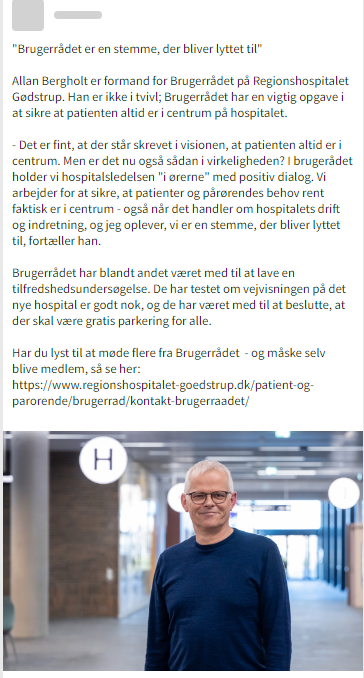 "Brugerrådet er en stemme, der bliver lyttet til"
Allan Bergholt er formand for Brugerrådet på Regionshospitalet
Gødstrup. Han er ikke i tvivl; Brugerrådet har en vigtig opgave i
at sikre at patienten altid er i centrum på hospitalet.
- Det er fint, at der står skrevet i visionen, at patienten altid er i
centrum. Men er det nu også sådan i virkeligheden? I brugerådet
holder vi hospitalsledelsen "i ørerne" med positiv dialog. Vi
arbejder for at sikre, at patienter og pårørendes behov rent
faktisk er i centrum - også når det handler om hospitalets drift
og indretning, og jeg oplever, vi er en stemme, der bliver lyttet
til, fortæller han.
Brugerrådet har blandt andet været med til at lave en
tilfredshedsundersøgelse. De har testet om vejvisningen på det
nye hospital er godt nok, og de har været med til at beslutte, at
der skal være gratis parkering for alle.
Har du lyst til at møde flere fra Brugerrådet - og måske selv
blive medlem, så se her:
https://www.regionshospitalet-goedstrup.dk/patient-og-
parorende/brugerrad/kontakt-brugerraadet/
H